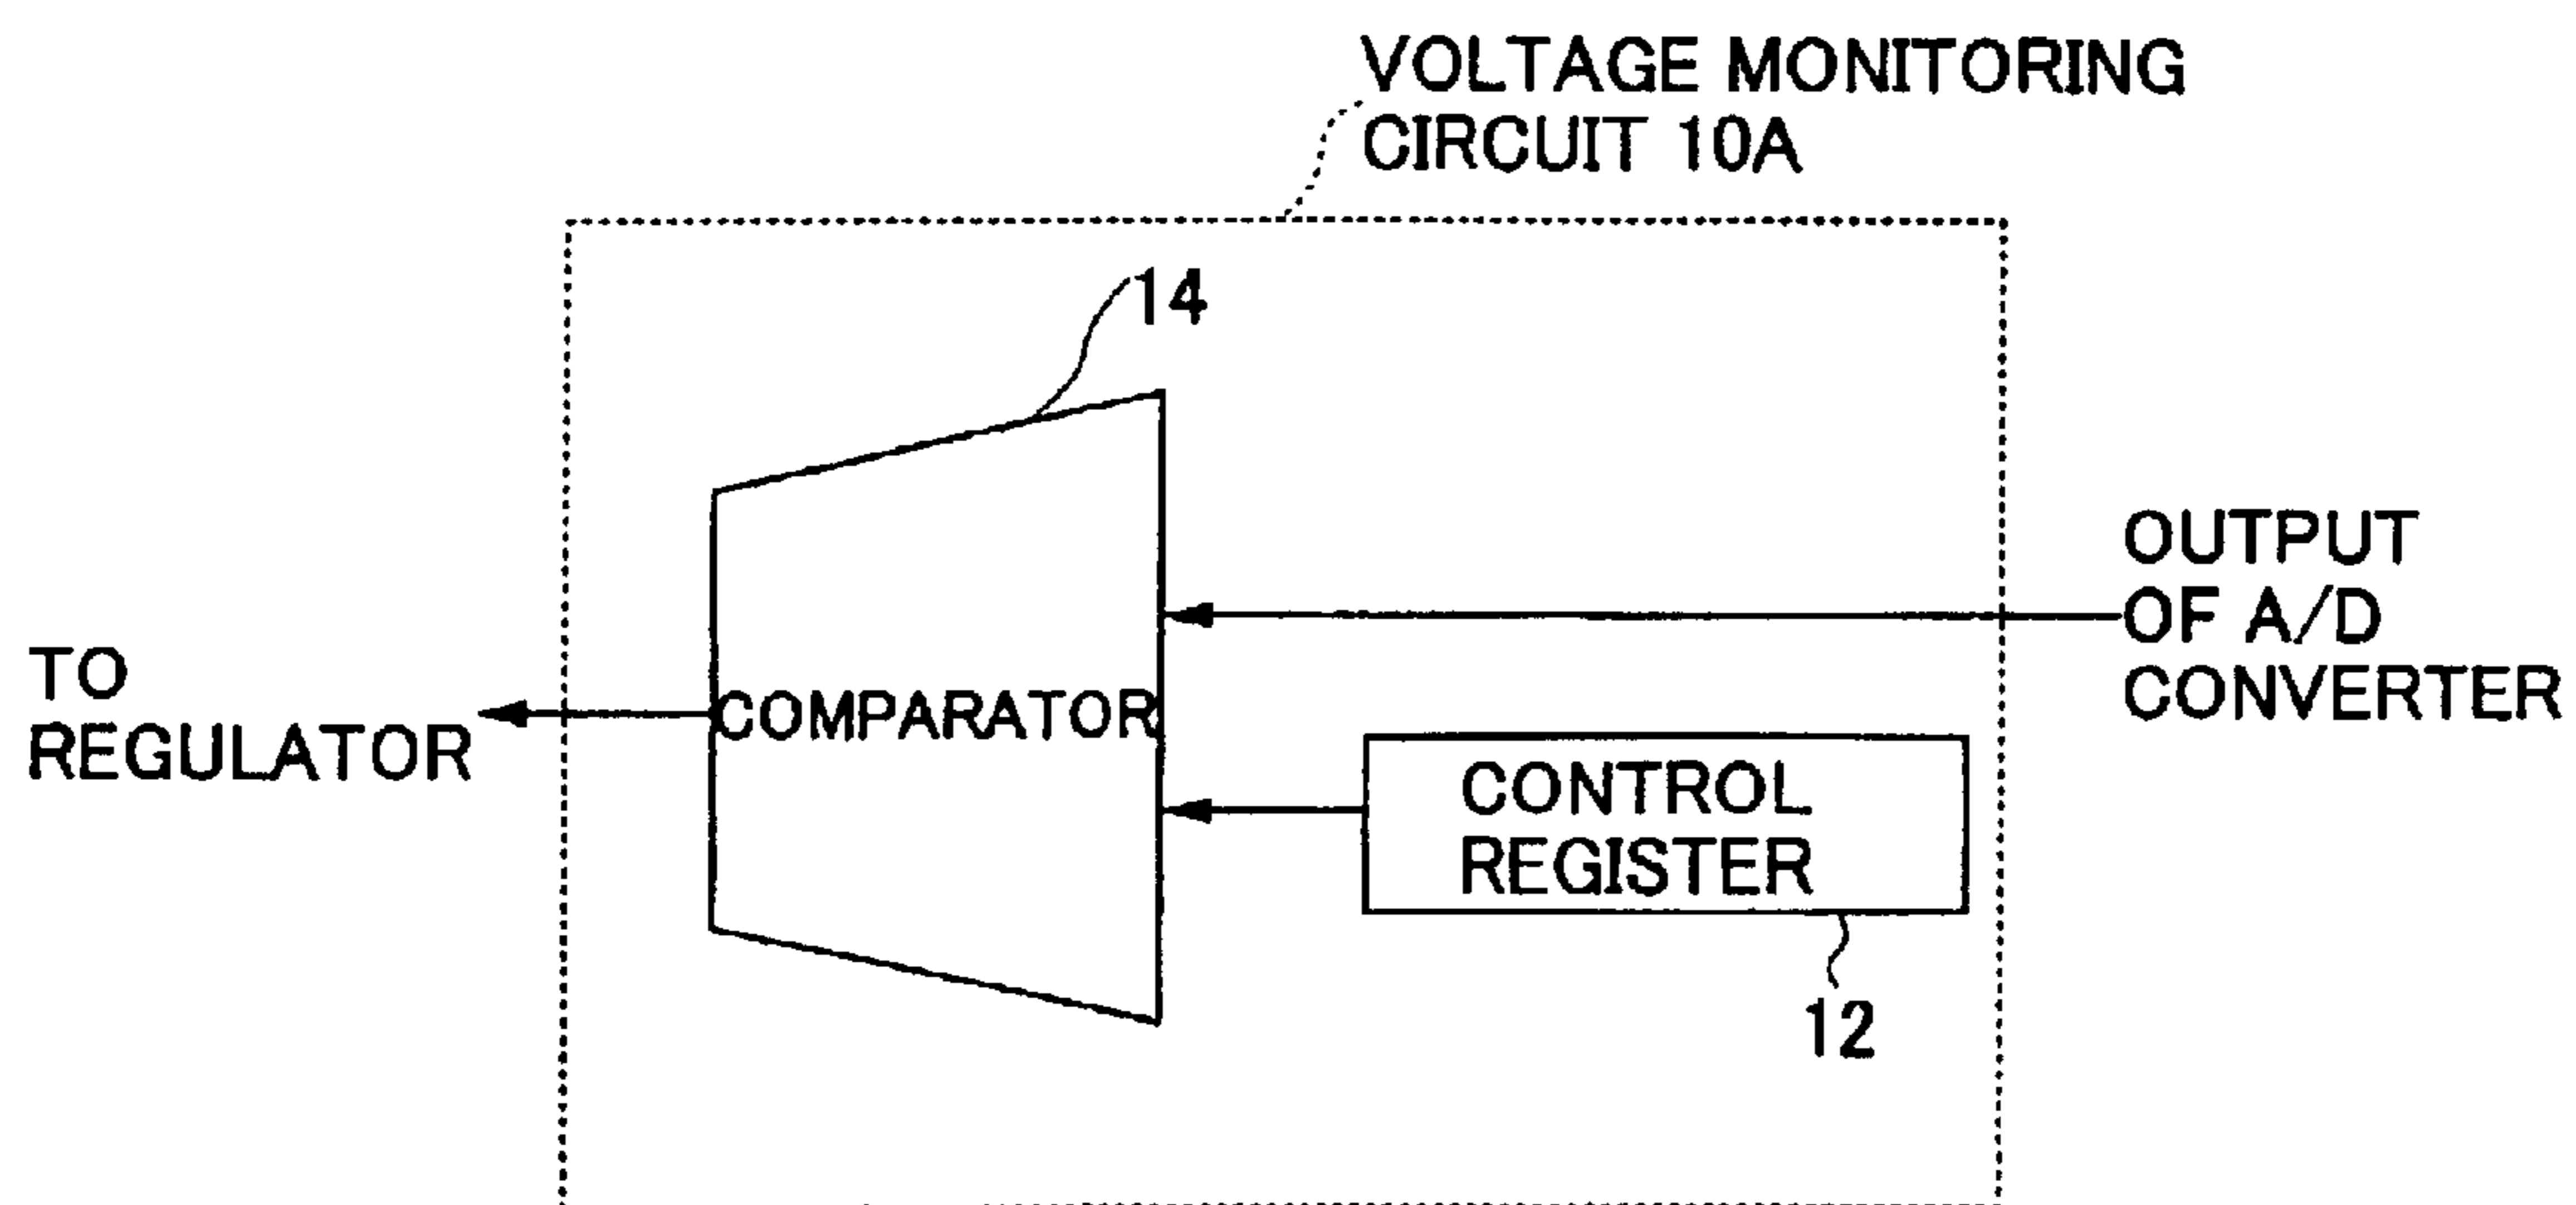 VOLTAGE MONITORING
CIRCUIT 10A
14
OUTPUT
OF A/D
CONVERTER
TO
REGULATOR
COMPARATOR
CONTROL
REGISTER
12